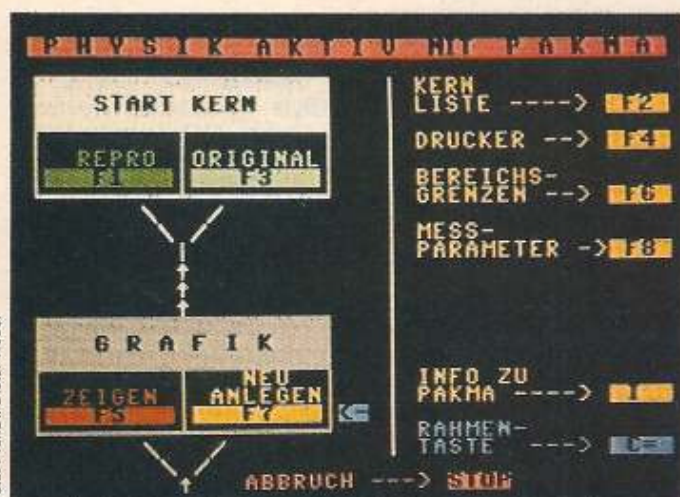 PHYSIK AKTIV MIT PAKMA
START KERN
REPRO
F1
ORIGINAL
F3
GRAFIK
ZEIGEN
F5
NEU
ANLEGEN
F7
KERN
LISTE ----> F2
DRUCKER --> F4
BEREICHS-
GRENZEN --> F6
MESS-
PARAMETER -> F8
INFO ZU
PAKMA ----> I
RAHMEN-
TASTE ---> C=
ABBRUCH ---> STOP